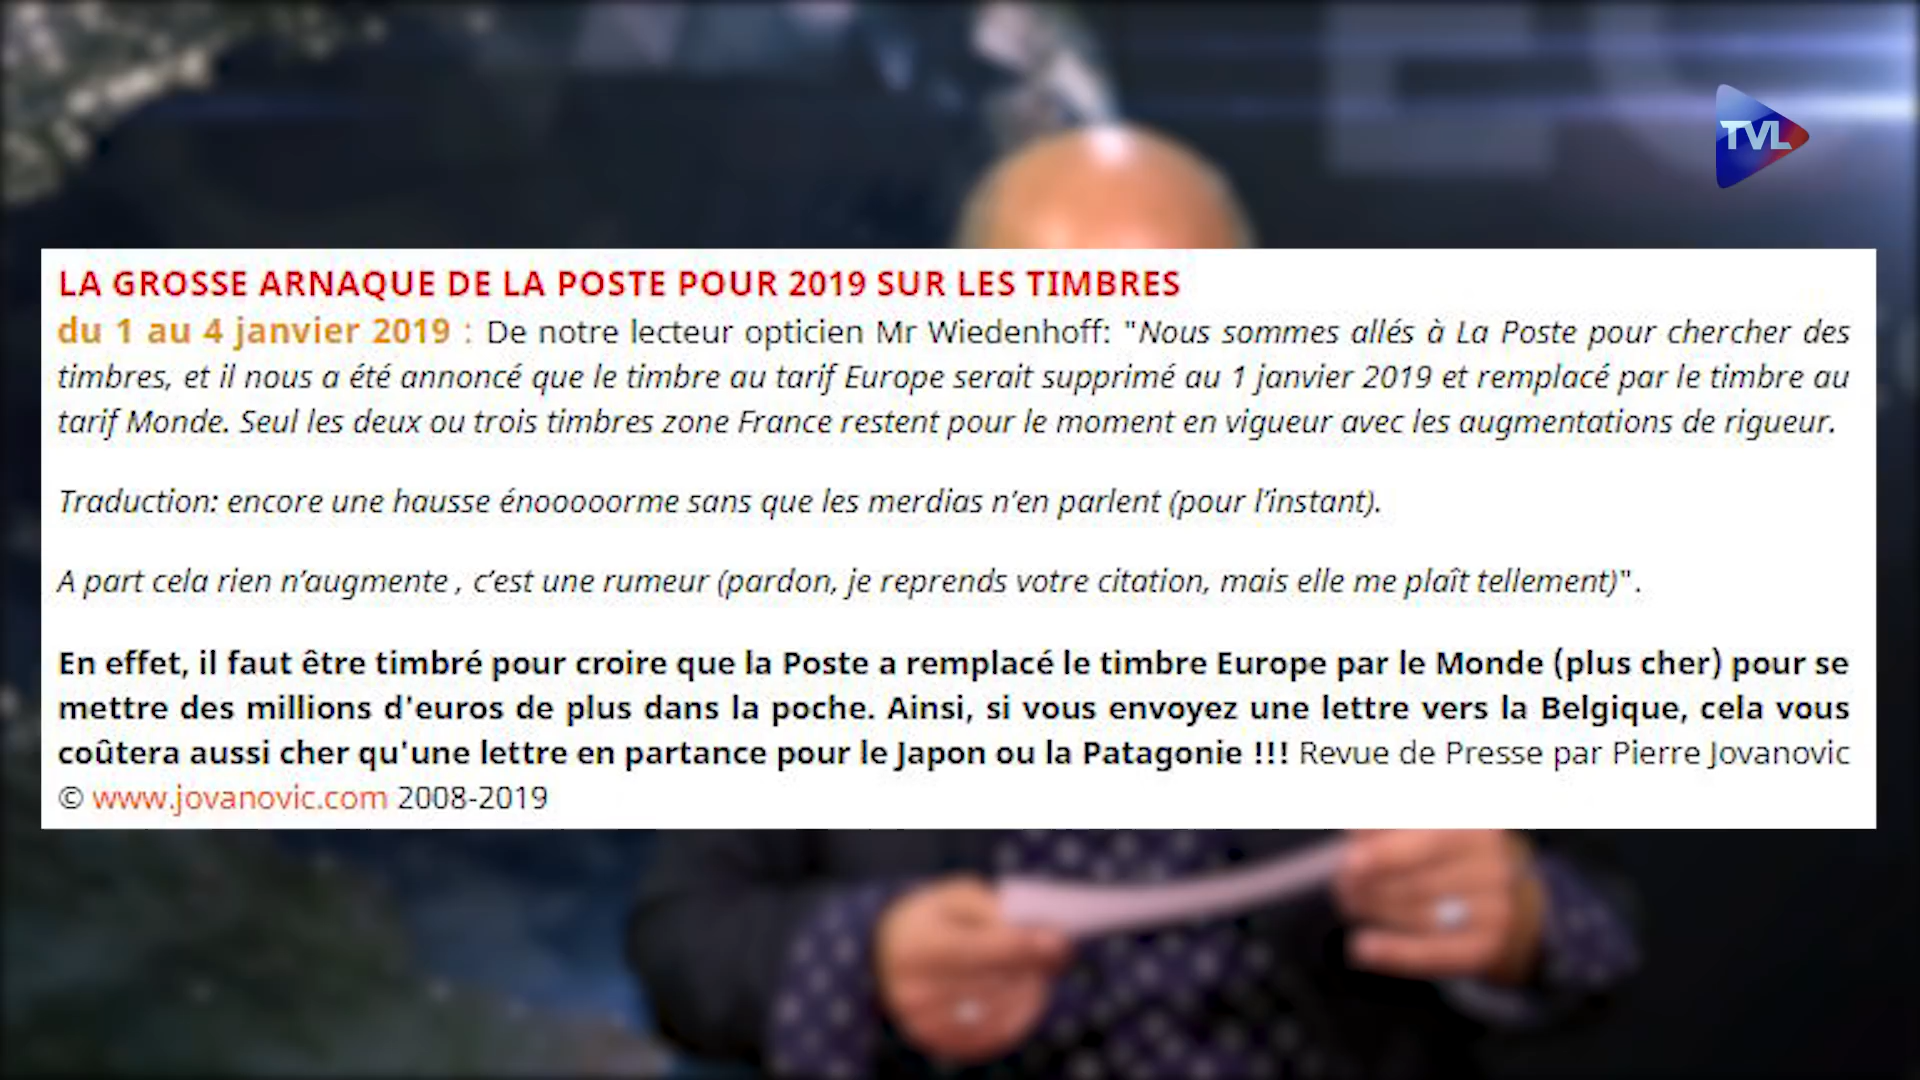 TVL
LA GROSSE ARNAQUE DE LA POSTE POUR 2019 SUR LES TIMBRES
du 1 au 4 janvier 2019 : De notre lecteur opticien Mr Wiedenhoff: "Nous sommes allés à La Poste pour chercher des
timbres, et il nous a été annoncé que le timbre au tarif Europe serait supprimé au 1 janvier 2019 et remplacé par le timbre au
tarif Monde. Seul les deux ou trois timbres zone France restent pour le moment en vigueur avec les augmentations de rigueur.
Traduction: encore une hausse énooooorme sans que les merdias n'en parlent (pour l'instant).
A part cela rien n'augmente , c'est une rumeur (pardon, je reprends votre citation, mais elle me plaît tellement)".
En effet, il faut être timbré pour croire que la Poste a remplacé le timbre Europe par le Monde (plus cher) pour se
mettre des millions d'euros de plus dans la poche. Ainsi, si vous envoyez une lettre vers la Belgique, cela vous
coûtera aussi cher qu'une lettre en partance pour le Japon ou la Patagonie !!! Revue de Presse par Pierre Jovanovic
© www.jovanovic.com 2008-2019